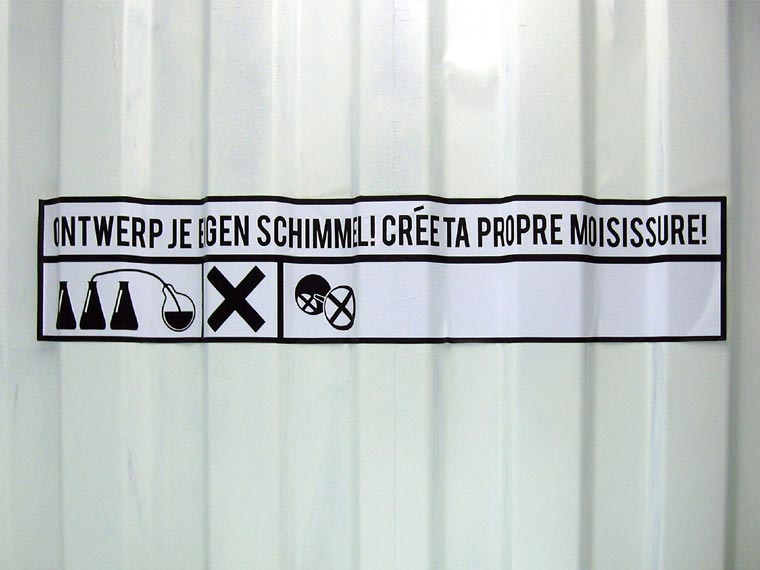 ONTWERP JE EIGEN SCHIMMEL! CRÉE TA PROPRE MOISISSURE!